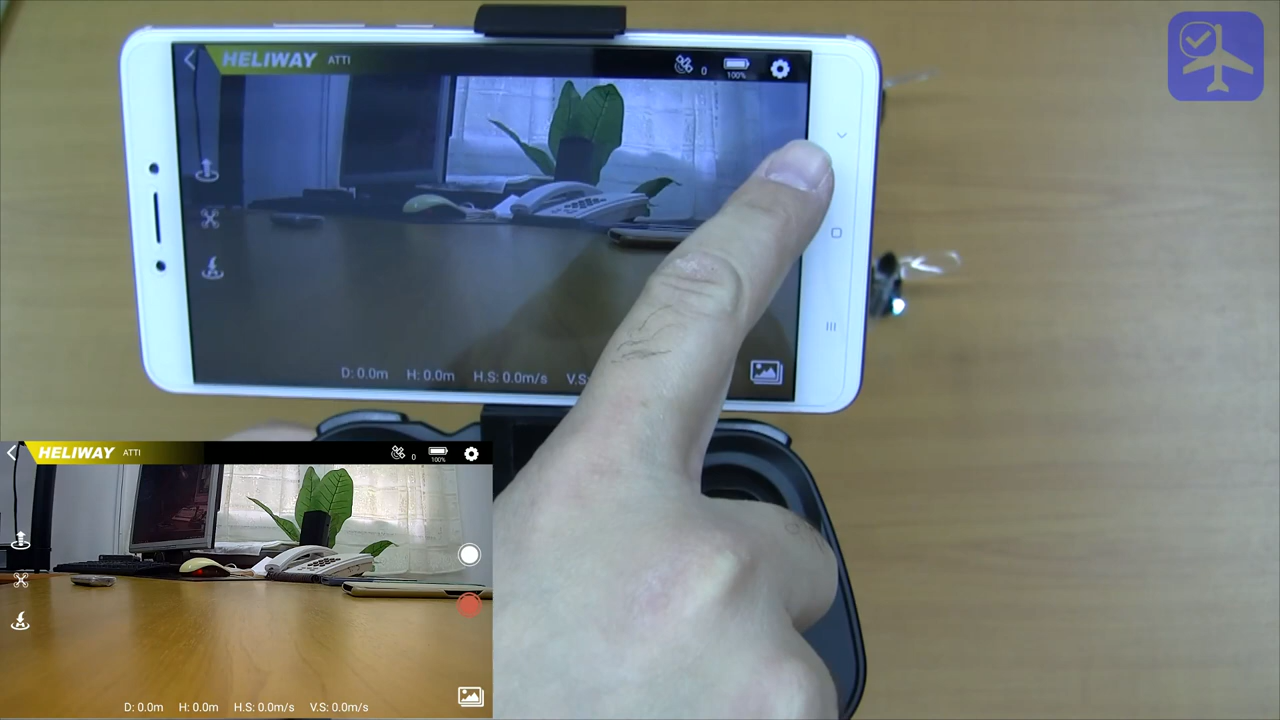 HELIWAY ATTI 0 100%
D: 0.0m H: 0.0m H.S: 0.0m/s V.S:
HELIWAY ATTI 0 100%
D: 0.0m H: 0.0m H.S: 0.0m/s V.S: 0.0m/s